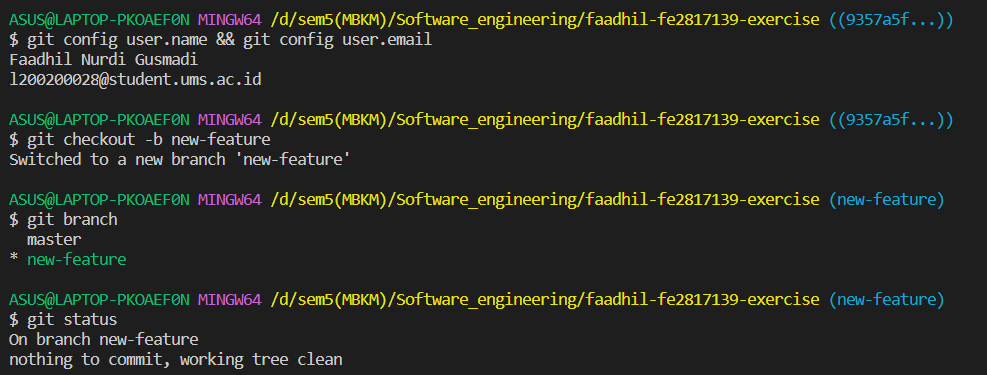 ASUS@LAPTOP-PKOAEF0N MINGW64 /d/sem5(MBKM)/Software_engineering/faadhil-fe2817139-exercise ((9357a5f...))
$ git config user.name && git config user.email
Faadhil Nurdi Gusmadi
l200200028@student.ums.ac.id
ASUS@LAPTOP-PKOAEF0N MINGW64 /d/sem5(MBKM)/Software_engineering/faadhil-fe2817139-exercise ((9357a5f...))
$ git checkout -b new-feature
Switched to a new branch 'new-feature'
ASUS@LAPTOP-PKOAEF0N MINGW64 /d/sem5(MBKM)/Software_engineering/faadhil-fe2817139-exercise (new-feature)
$ git branch
  master
* new-feature
ASUS@LAPTOP-PKOAEF0N MINGW64 /d/sem5(MBKM)/Software_engineering/faadhil-fe2817139-exercise (new-feature)
$ git status
On branch new-feature
nothing to commit, working tree clean